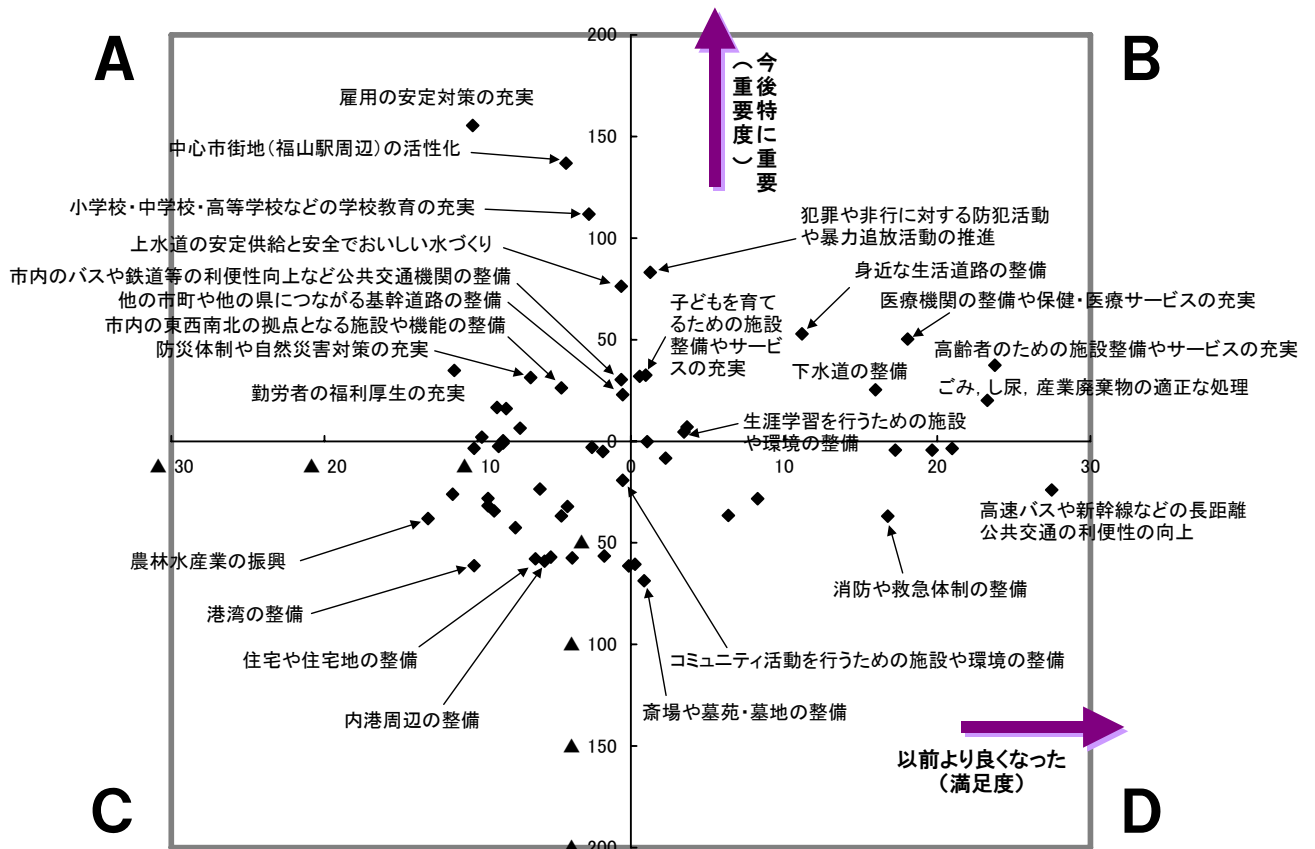 A
B
200
今後特に重要
（重要度）
雇用の安定対策の充実
150
中心市街地（福山駅周辺）の活性化
小学校・中学校・高等学校などの学校教育の充実
犯罪や非行に対する防犯活動
や暴力追放活動の推進
100
上水道の安定供給と安全でおいしい水づくり
身近な生活道路の整備
市内のバスや鉄道等の利便性向上など公共交通機関の整備
他の市町や他の県につながる基幹道路の整備
子どもを育て
るための施設
整備やサービ
スの充実
医療機関の整備や保健・医療サービスの充実
市内の東西南北の拠点となる施設や機能の整備
50
防災体制や自然災害対策の充実
高齢者のための施設整備やサービスの充実
下水道の整備
勤労者の福利厚生の充実
ごみ，し尿，産業廃棄物の適正な処理
生涯学習を行うための施設
や環境の整備
0
▲ 30
▲ 20
▲ 10
0
10
20
30
高速バスや新幹線などの長距離
公共交通の利便性の向上
▲ 50
農林水産業の振興
消防や救急体制の整備
港湾の整備
▲ 100
住宅や住宅地の整備
コミュニティ活動を行うための施設や環境の整備
内港周辺の整備
斎場や墓苑・墓地の整備
▲ 150
以前より良くなった
（満足度）
C
D
▲ 200